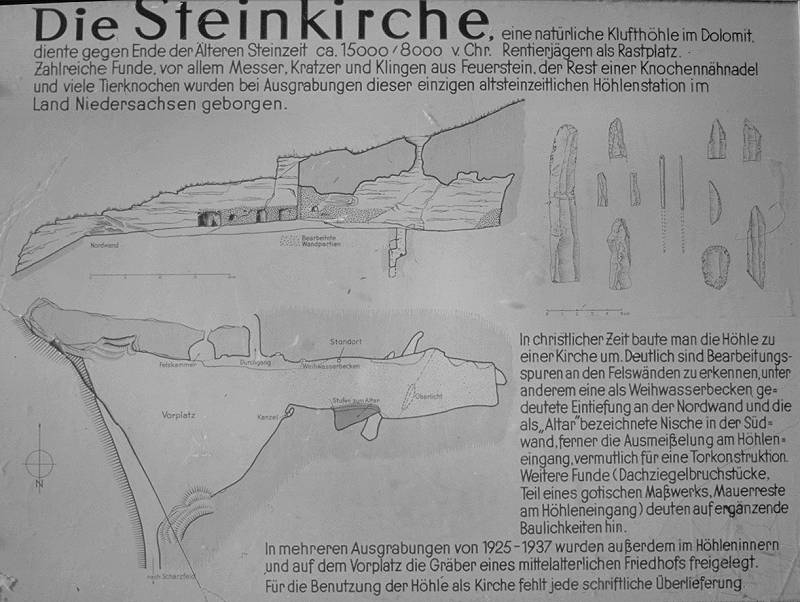 Die Steinkirche, eine natürliche Klufthöhle im Dolomit,
diente gegen Ende der Älteren Steinzeit ca. 15000/8000 v. Chr. Rentierjägern als Rastplatz.
Zahlreiche Funde, vor allem Messer, Kratzer und Klingen aus Feuerstein, der Rest einer Knochennähnadel
und viele Tierknochen wurden bei Ausgrabungen dieser einzigen altsteinzeitlichen Höhlenstation im
Land Niedersachsen geborgen.
Nordwand
Bearbeitete
Wandpartien
Standort
Felskammer
Durchgang
Weihwasserbecken
Vorplatz
Kanzel
Stufen zum Altar
Oberlicht
N
nach Scharzfeld
In christlicher Zeit baute man die Höhle zu
einer Kirche um. Deutlich sind Bearbeitungs-
spuren an den Felswänden zu erkennen, unter
anderem eine als Weihwasserbecken ge=
deutete Eintiefung an der Nordwand und die
als „Altar" bezeichnete Nische in der Süd=
wand, ferner die Ausmeißelung am Höhlen=
eingang, vermutlich für eine Torkonstruktion.
Weitere Funde (Dachziegelbruchstücke,
Teil eines gotischen Maßwerks, Mauerreste
am Höhleneingang) deuten auf ergänzende
Baulichkeiten hin.
In mehreren Ausgrabungen von 1925-1937 wurden außerdem im Höhleninnern
und auf dem Vorplatz die Gräber eines mittelalterlichen Friedhofs freigelegt.
Für die Benutzung der Höhle als Kirche fehlt jede schriftliche Überlieferung